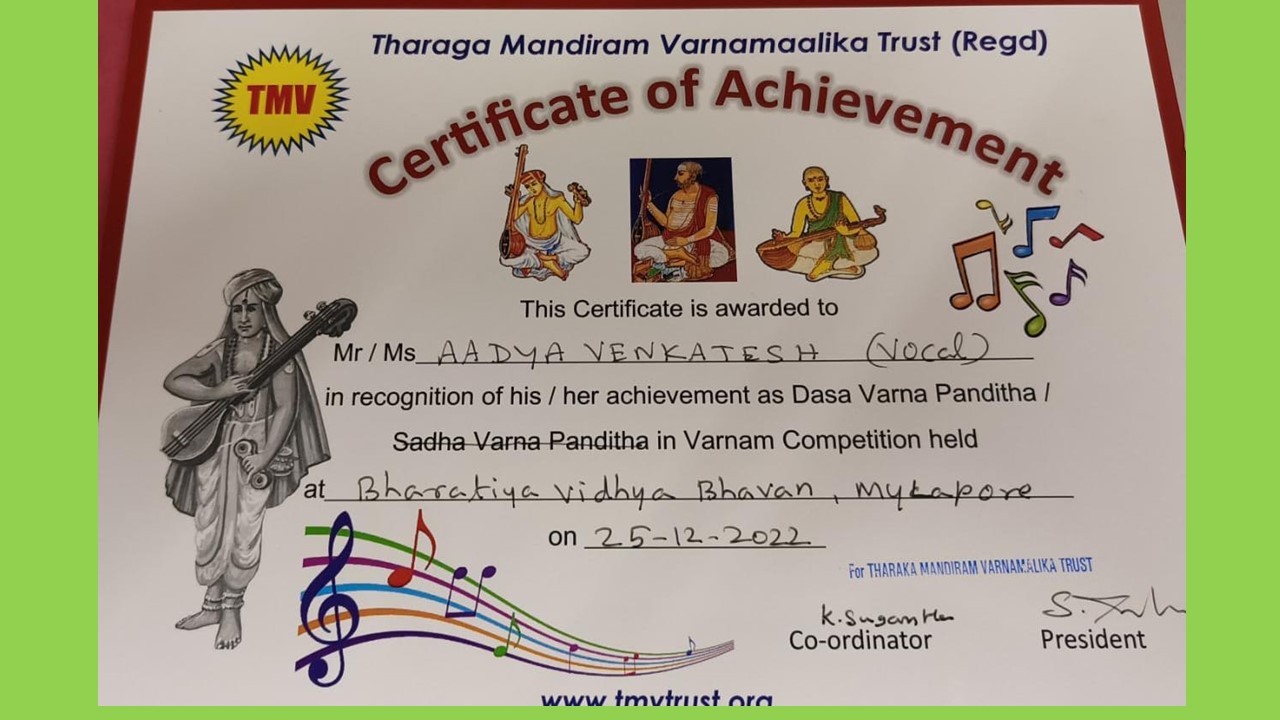 Tharaga Mandiram Varnamaalika Trust (Regd)
TMV
Certificate of Achievement
This Certificate is awarded to
Mr / Ms AADYA VENKATESH (vocal)
in recognition of his / her achievement as Dasa Varna Panditha /
Sadha Varna Panditha in Varnam Competition held
at Bharatiya vidhya Bhavan, Mylapore
on 25-12-2022
For THARAKA MANDIRAM VARNAMALIKA TRUST
K. Sugantha
Co-ordinator
President
www.tmvtrust.org